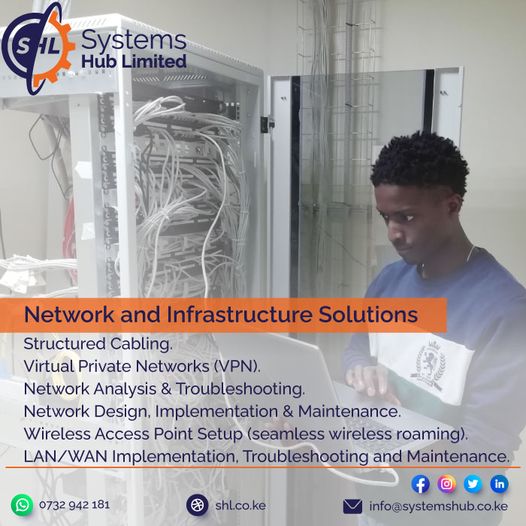 SHL
Systems
Hub Limited
Network and Infrastructure Solutions
Structured Cabling.
Virtual Private Networks (VPN).
Network Analysis & Troubleshooting.
Network Design, Implementation & Maintenance.
Wireless Access Point Setup (seamless wireless roaming).
LAN/WAN Implementation, Troubleshooting and Maintenance.
0732 942 181
shl.co.ke
info@systemshub.co.ke